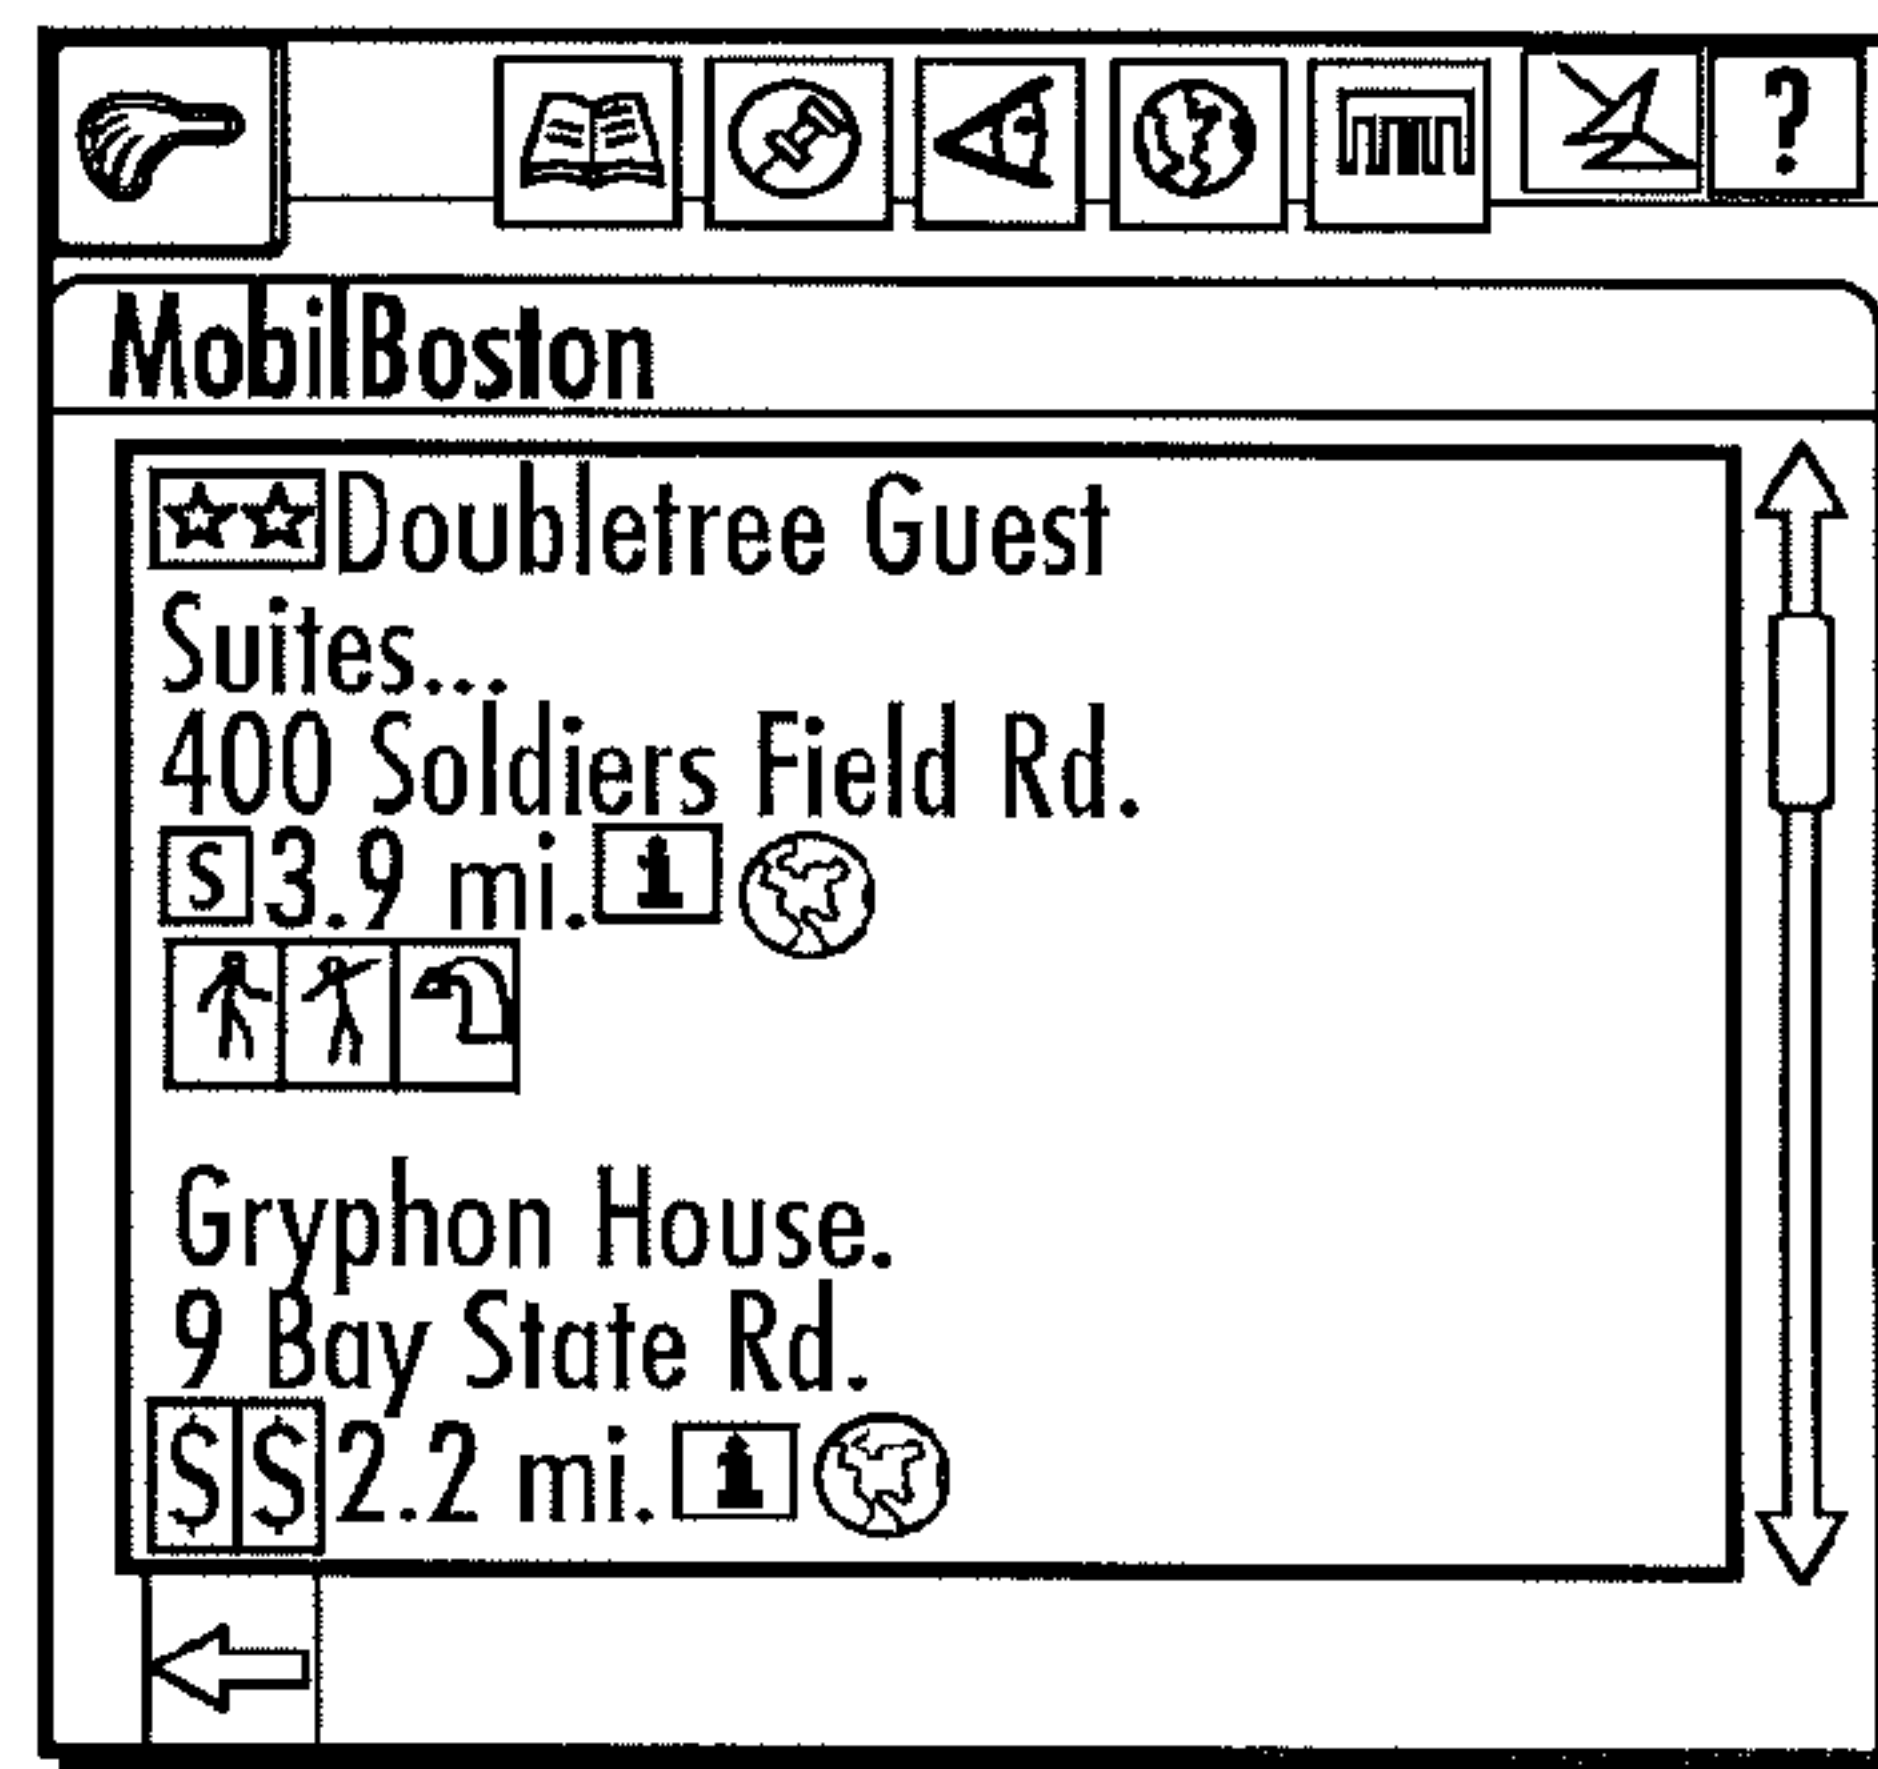 ?
MobilBoston
Doubletree Guest
Suites...
400 Soldiers Field Rd.
S 3.9 mi. i
Gryphon House.
9 Bay State Rd.
$ $ 2.2 mi. i